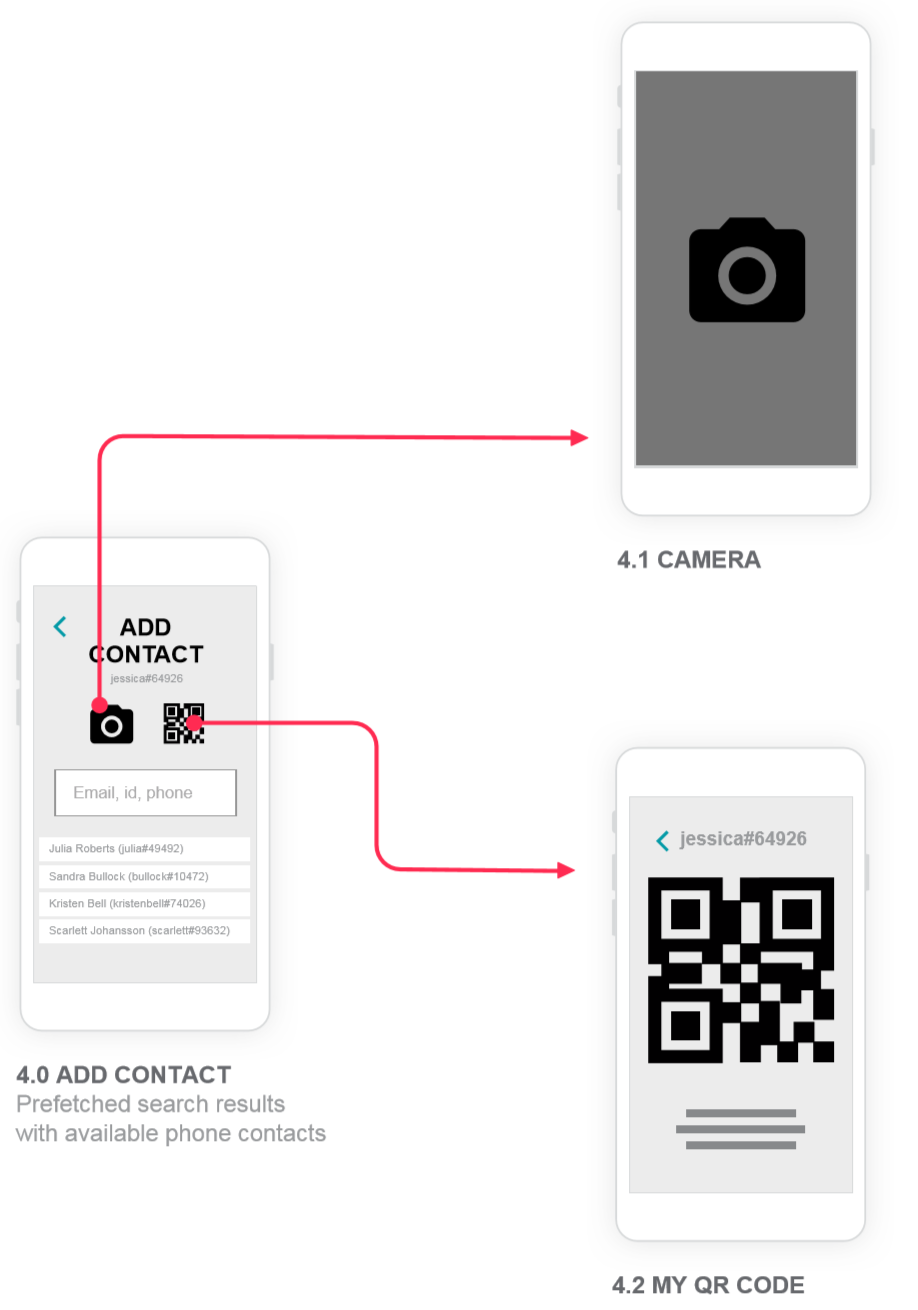 4.1 CAMERA
ADD
CONTACT
jessica#64926
Email, id, phone
Julia Roberts (julia#49492)
Sandra Bullock (bullock#10472)
Kristen Bell (kristenbell#74026)
Scarlett Johansson (scarlett#93632)
4.0 ADD CONTACT
Prefetched search results
with available phone contacts
jessica#64926
4.2 MY QR CODE